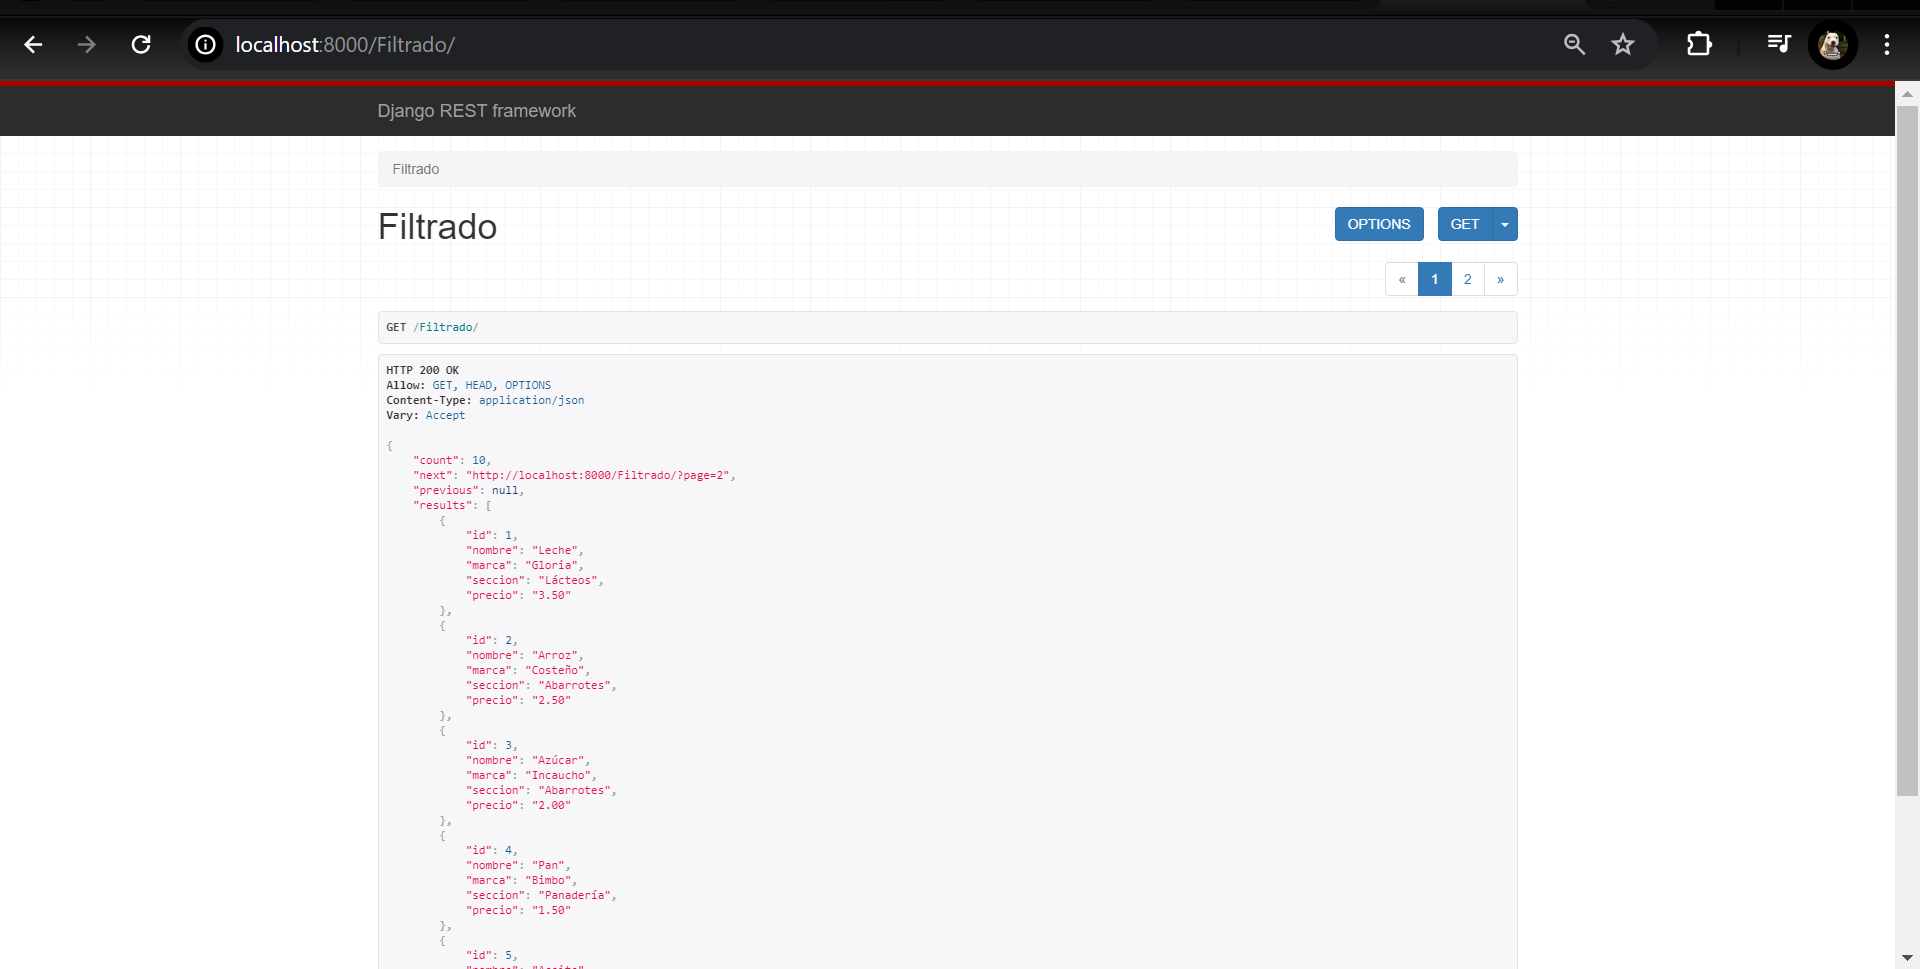 localhost:8000/Filtrado/
Django REST framework
Filtrado
Filtrado
OPTIONS
GET
« 1 2 »
GET /Filtrado/
HTTP 200 OK
Allow: GET, HEAD, OPTIONS
Content-Type: application/json
Vary: Accept
{
"count": 10,
"next": "http://localhost:8000/Filtrado/?page=2",
"previous": null,
"results": [
{
"id": 1,
"nombre": "Leche",
"marca": "Gloria",
"seccion": "Lácteos",
"precio": "3.50"
},
{
"id": 2,
"nombre": "Arroz",
"marca": "Costeño",
"seccion": "Abarrotes",
"precio": "2.50"
},
{
"id": 3,
"nombre": "Azúcar",
"marca": "Incaucho",
"seccion": "Abarrotes",
"precio": "2.00"
},
{
"id": 4,
"nombre": "Pan",
"marca": "Bimbo",
"seccion": "Panadería",
"precio": "1.50"
},
{
"id": 5,